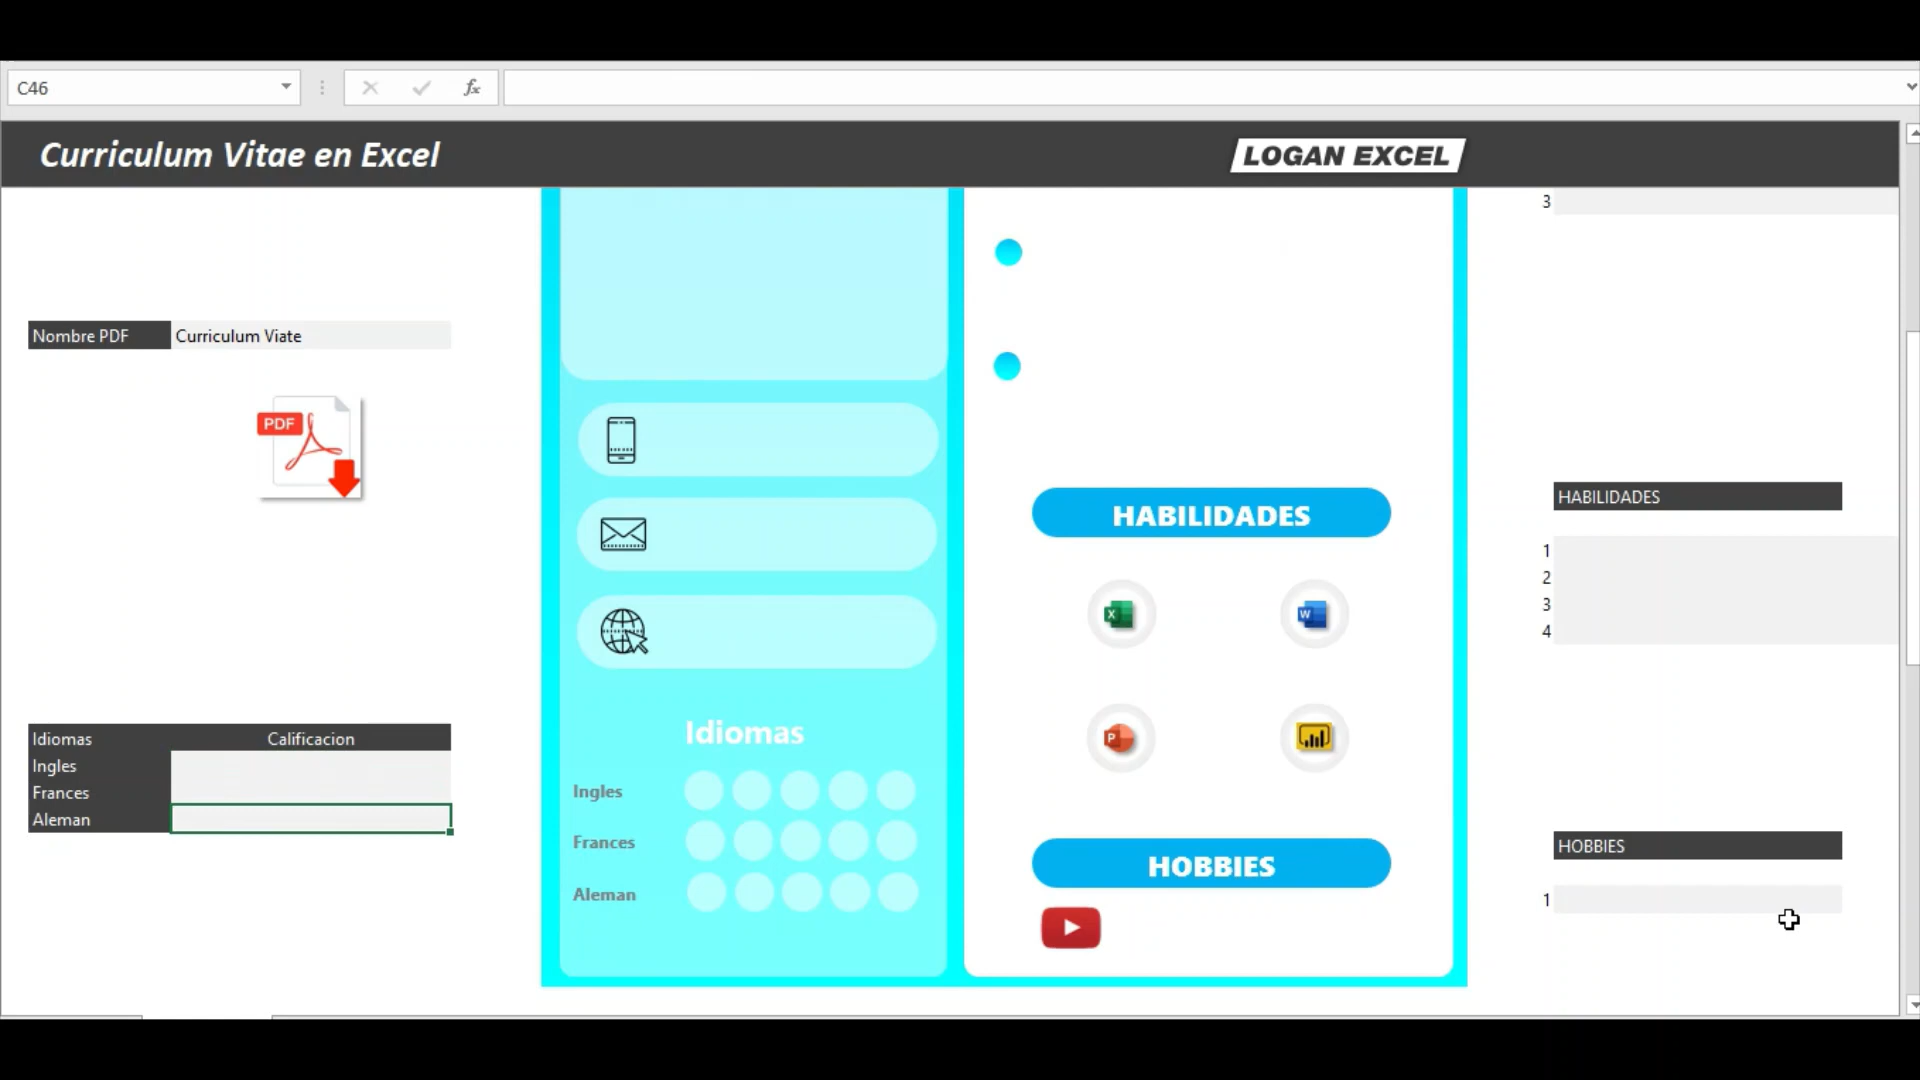 C46
fx
Curriculum Vitae en Excel
LOGAN EXCEL
3
Nombre PDF Curriculum Viate
PDF
HABILIDADES
HABILIDADES
1
2
3
4
X
W
P
Idiomas
Idiomas Calificacion
Ingles
Frances
Aleman
Ingles
Frances
Aleman
HOBBIES
HOBBIES
1